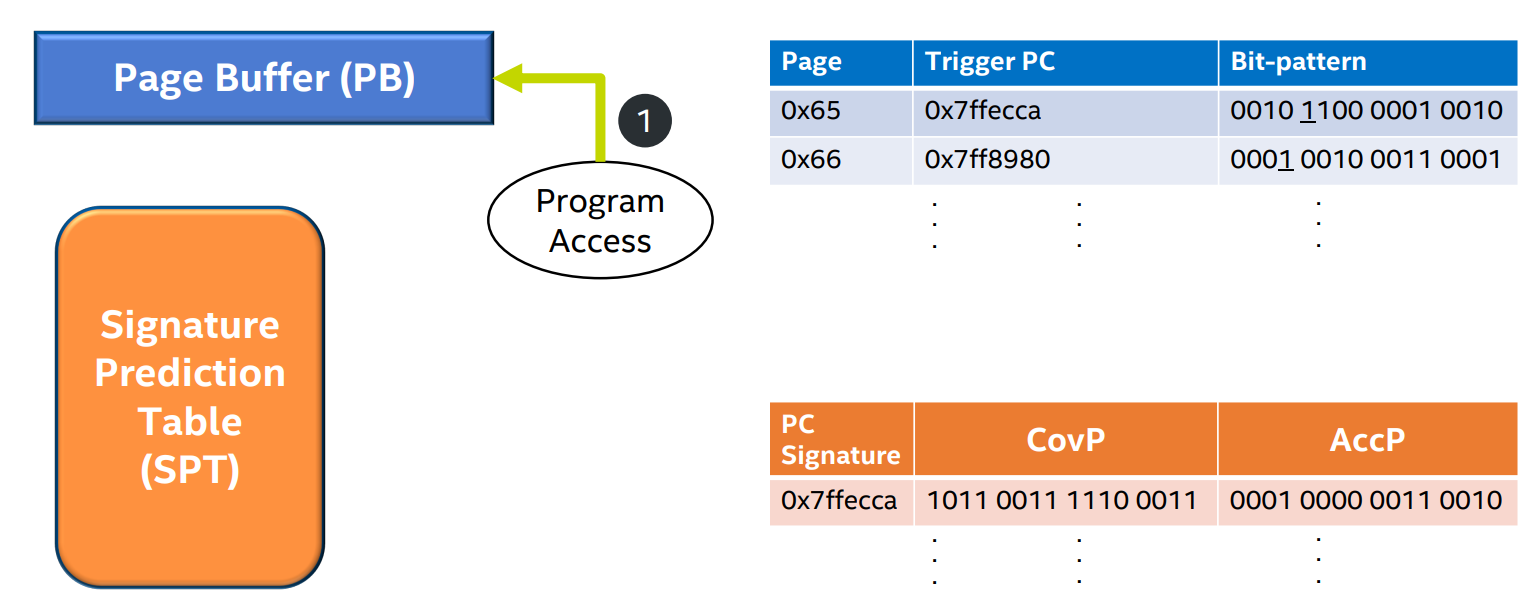 Page Buffer (PB)
1
Program
Access
Signature
Prediction
Table
(SPT)
Page Trigger PC Bit-pattern
0x65 0x7ffecca 0010 1100 0001 0010
0x66 0x7ff8980 0001 0010 0011 0001
PC
Signature CovP AccP
0x7ffecca 1011 0011 1110 0011 0001 0000 0011 0010